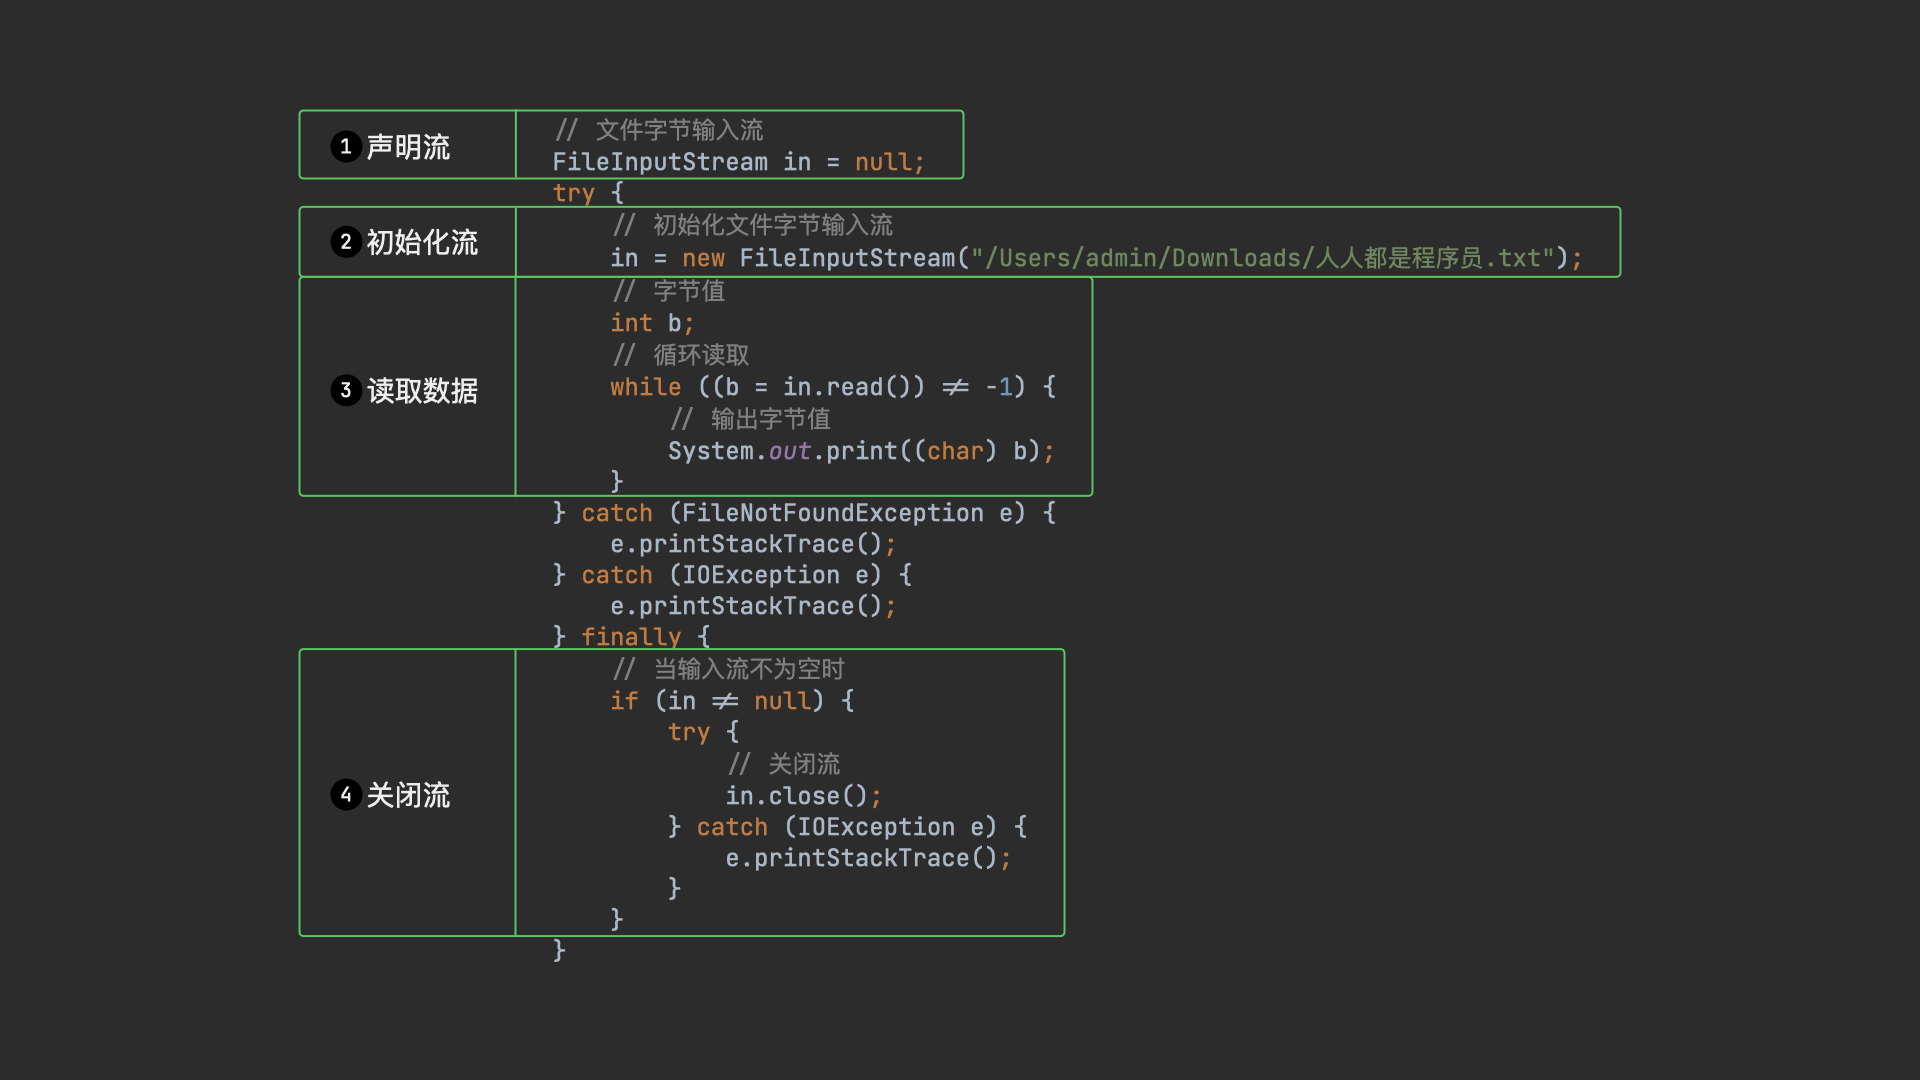 1 声明流
// 文件字节输入流
FileInputStream in = null;
try {
2 初始化流
// 初始化文件字节输入流
in = new FileInputStream("/Users/admin/Downloads/人人都是程序员.txt");
3 读取数据
// 字节值
int b;
// 循环读取
while ((b = in.read()) != -1) {
// 输出字节值
System.out.print((char) b);
}
} catch (FileNotFoundException e) {
e.printStackTrace();
} catch (IOException e) {
e.printStackTrace();
} finally {
4 关闭流
// 当输入流不为空时
if (in != null) {
try {
// 关闭流
in.close();
} catch (IOException e) {
e.printStackTrace();
}
}
}